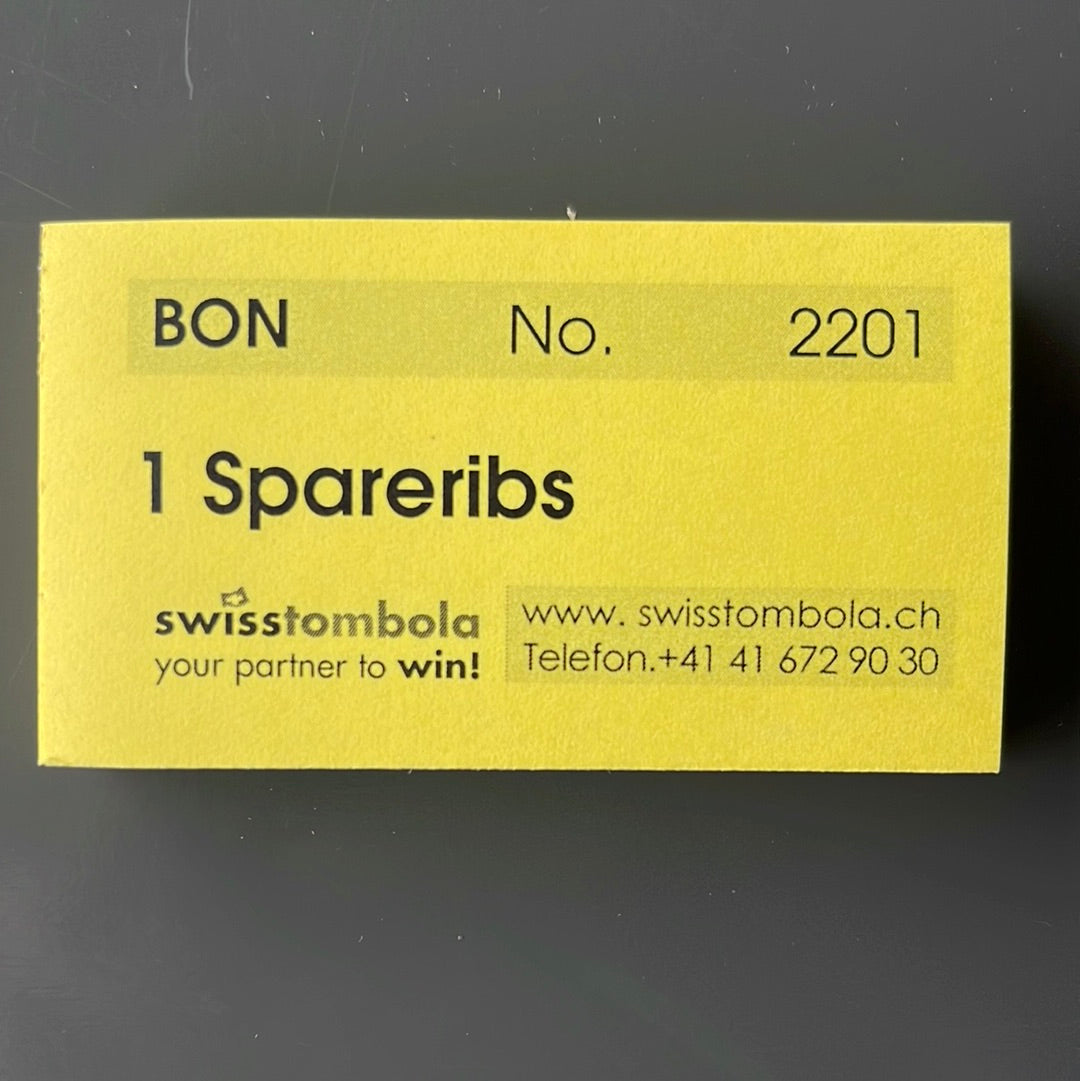 BON No. 2201
1 Spareribs
swisstombola
your partner to win!
www. swisstombola.ch
Telefon.+41 41 672 90 30